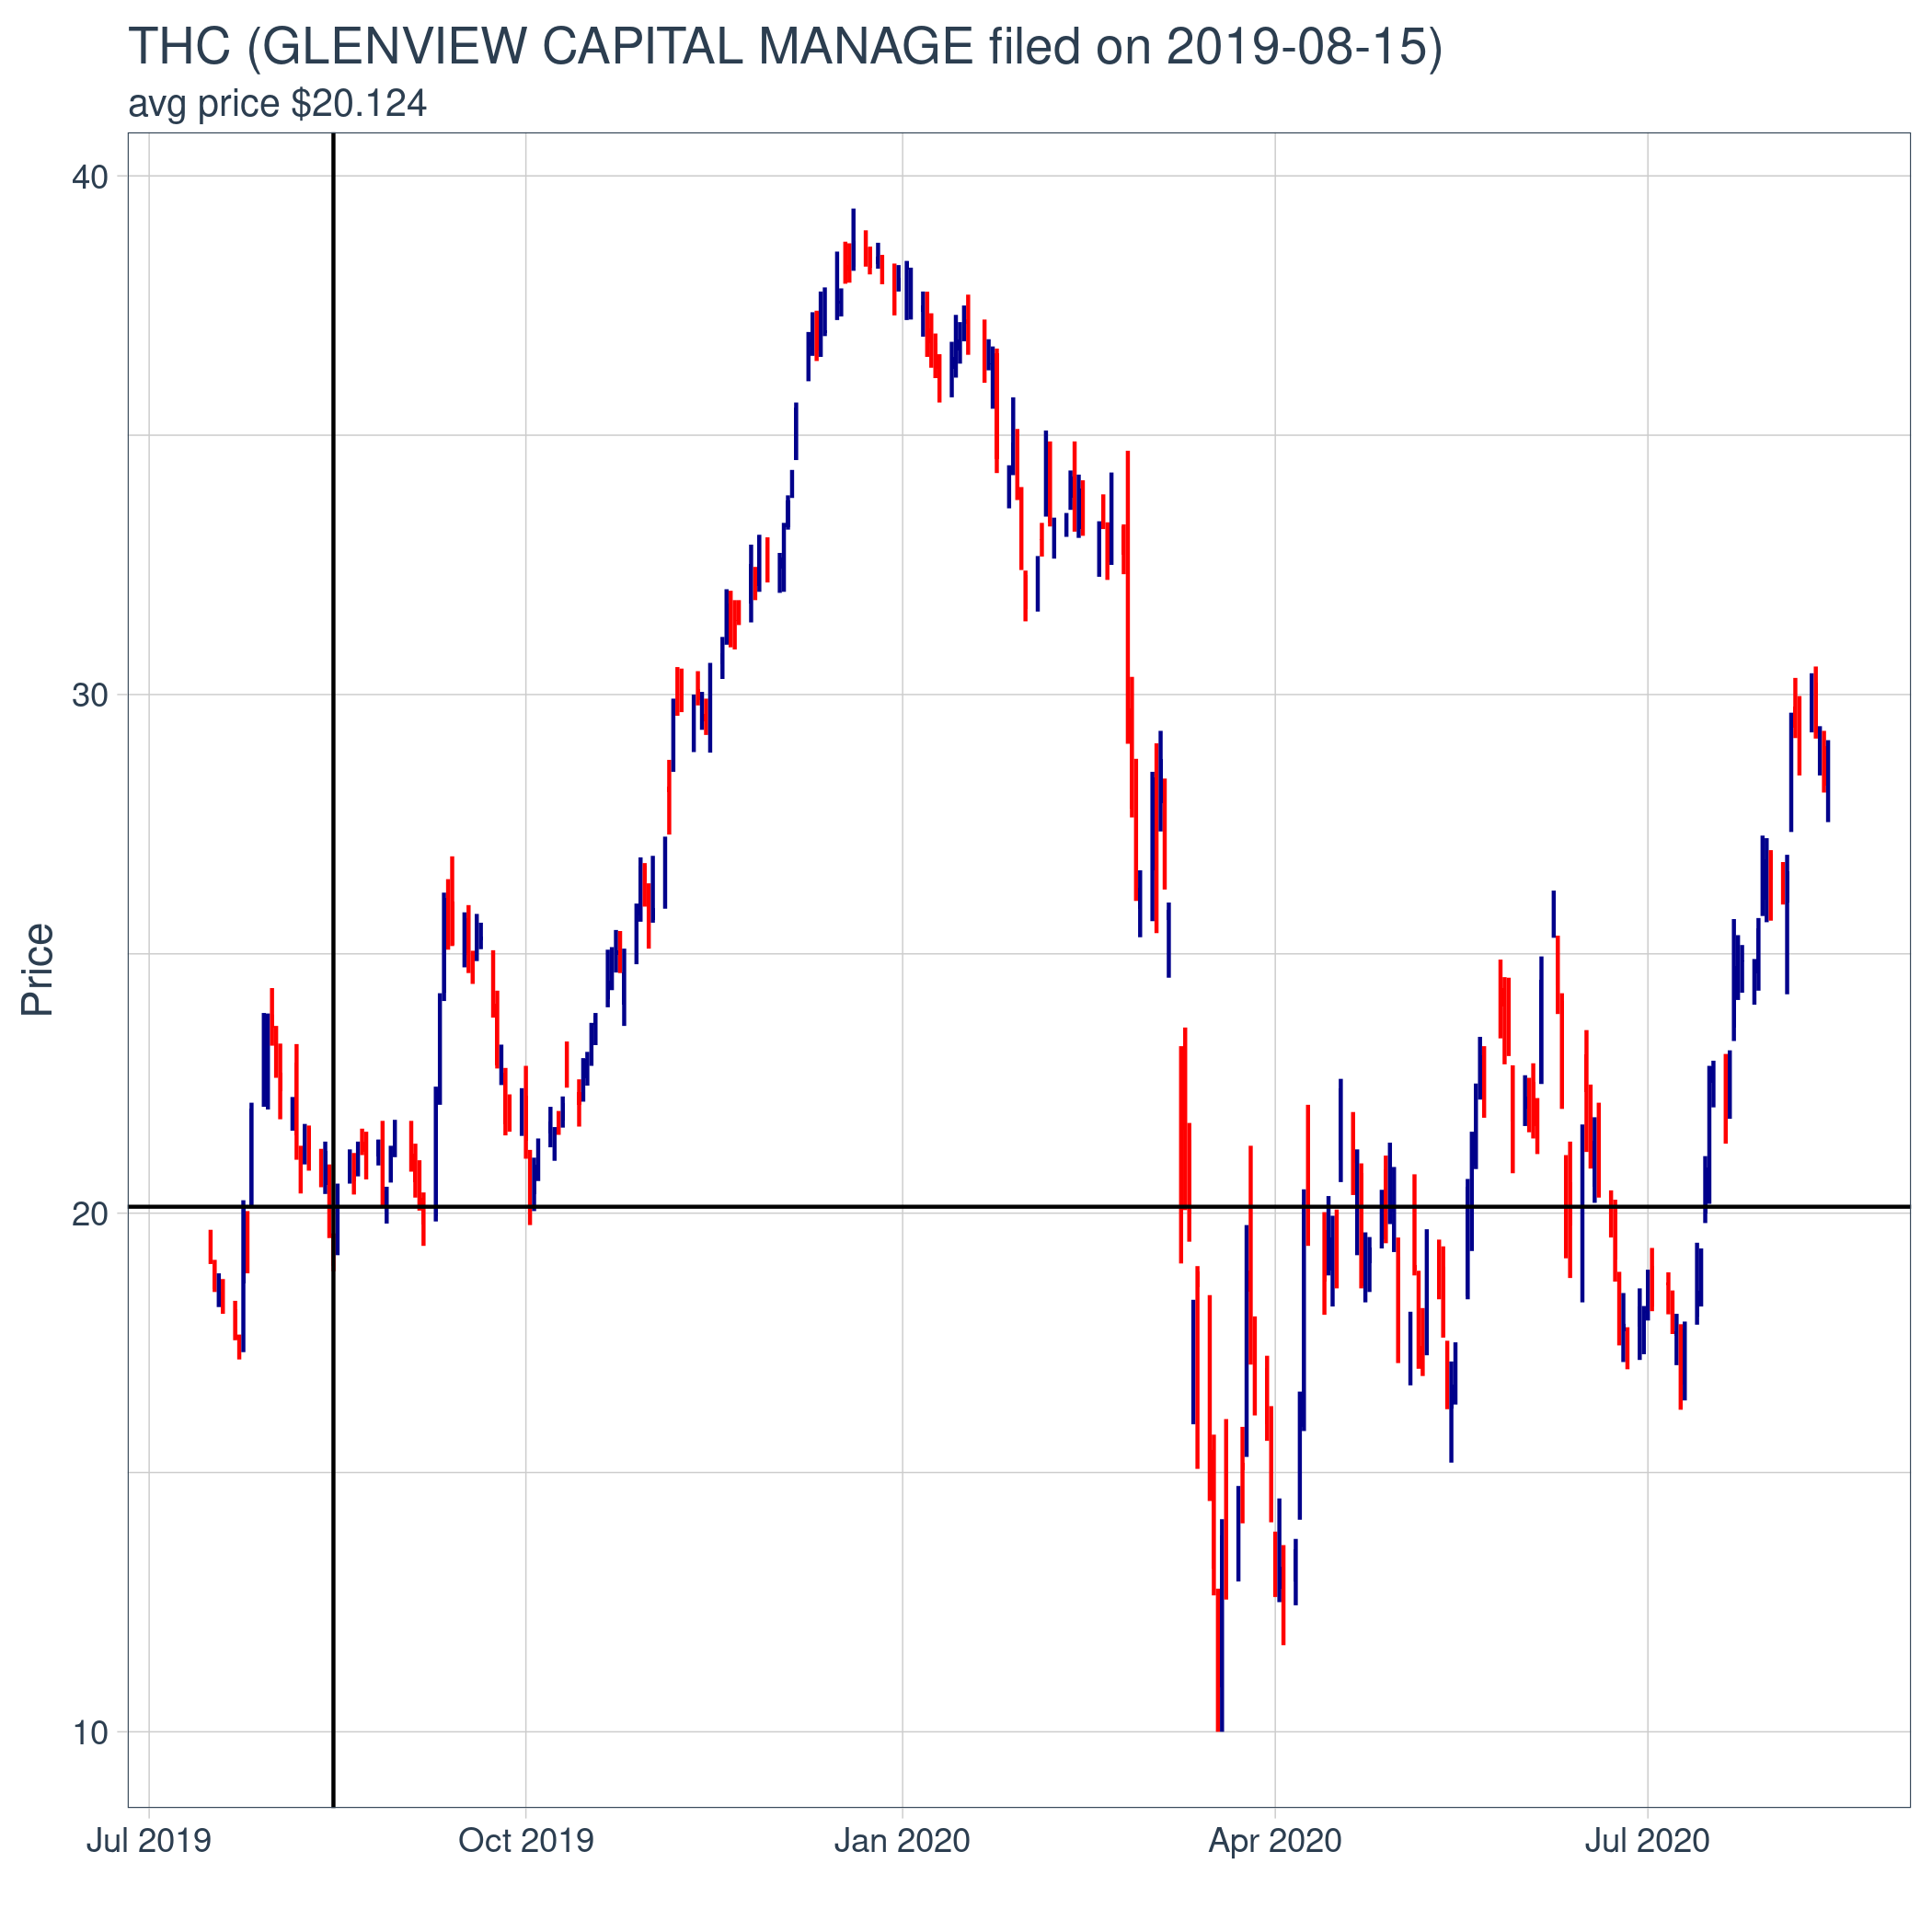 THC (GLENVIEW CAPITAL MANAGE filed on 2019-08-15)
avg price $20.124
40
30
20
10
Price
Jul 2019
Oct 2019
Jan 2020
Apr 2020
Jul 2020